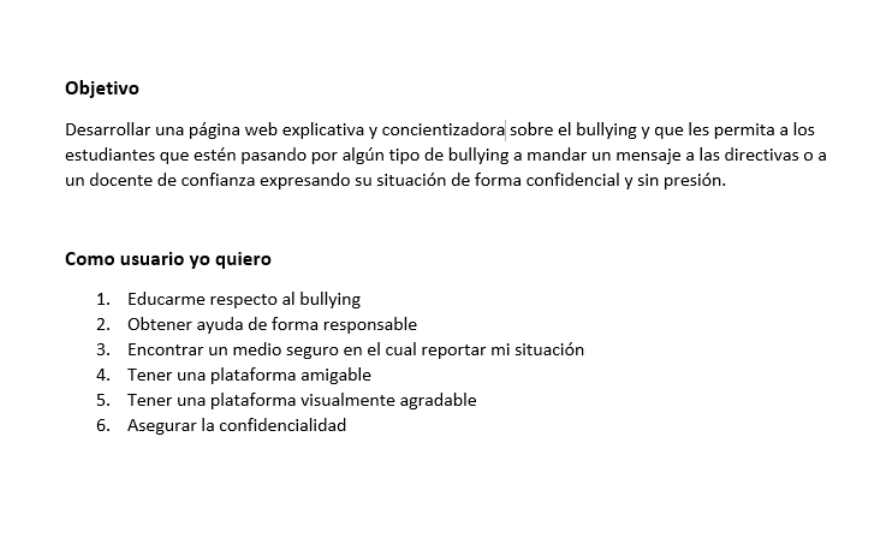 Objetivo
Desarrollar una página web explicativa y concientizadora sobre el bullying y que les permita a los
estudiantes que estén pasando por algún tipo de bullying a mandar un mensaje a las directivas o a
un docente de confianza expresando su situación de forma confidencial y sin presión.
Como usuario yo quiero
1. Educarme respecto al bullying
2. Obtener ayuda de forma responsable
3. Encontrar un medio seguro en el cual reportar mi situación
4. Tener una plataforma amigable
5. Tener una plataforma visualmente agradable
6. Asegurar la confidencialidad